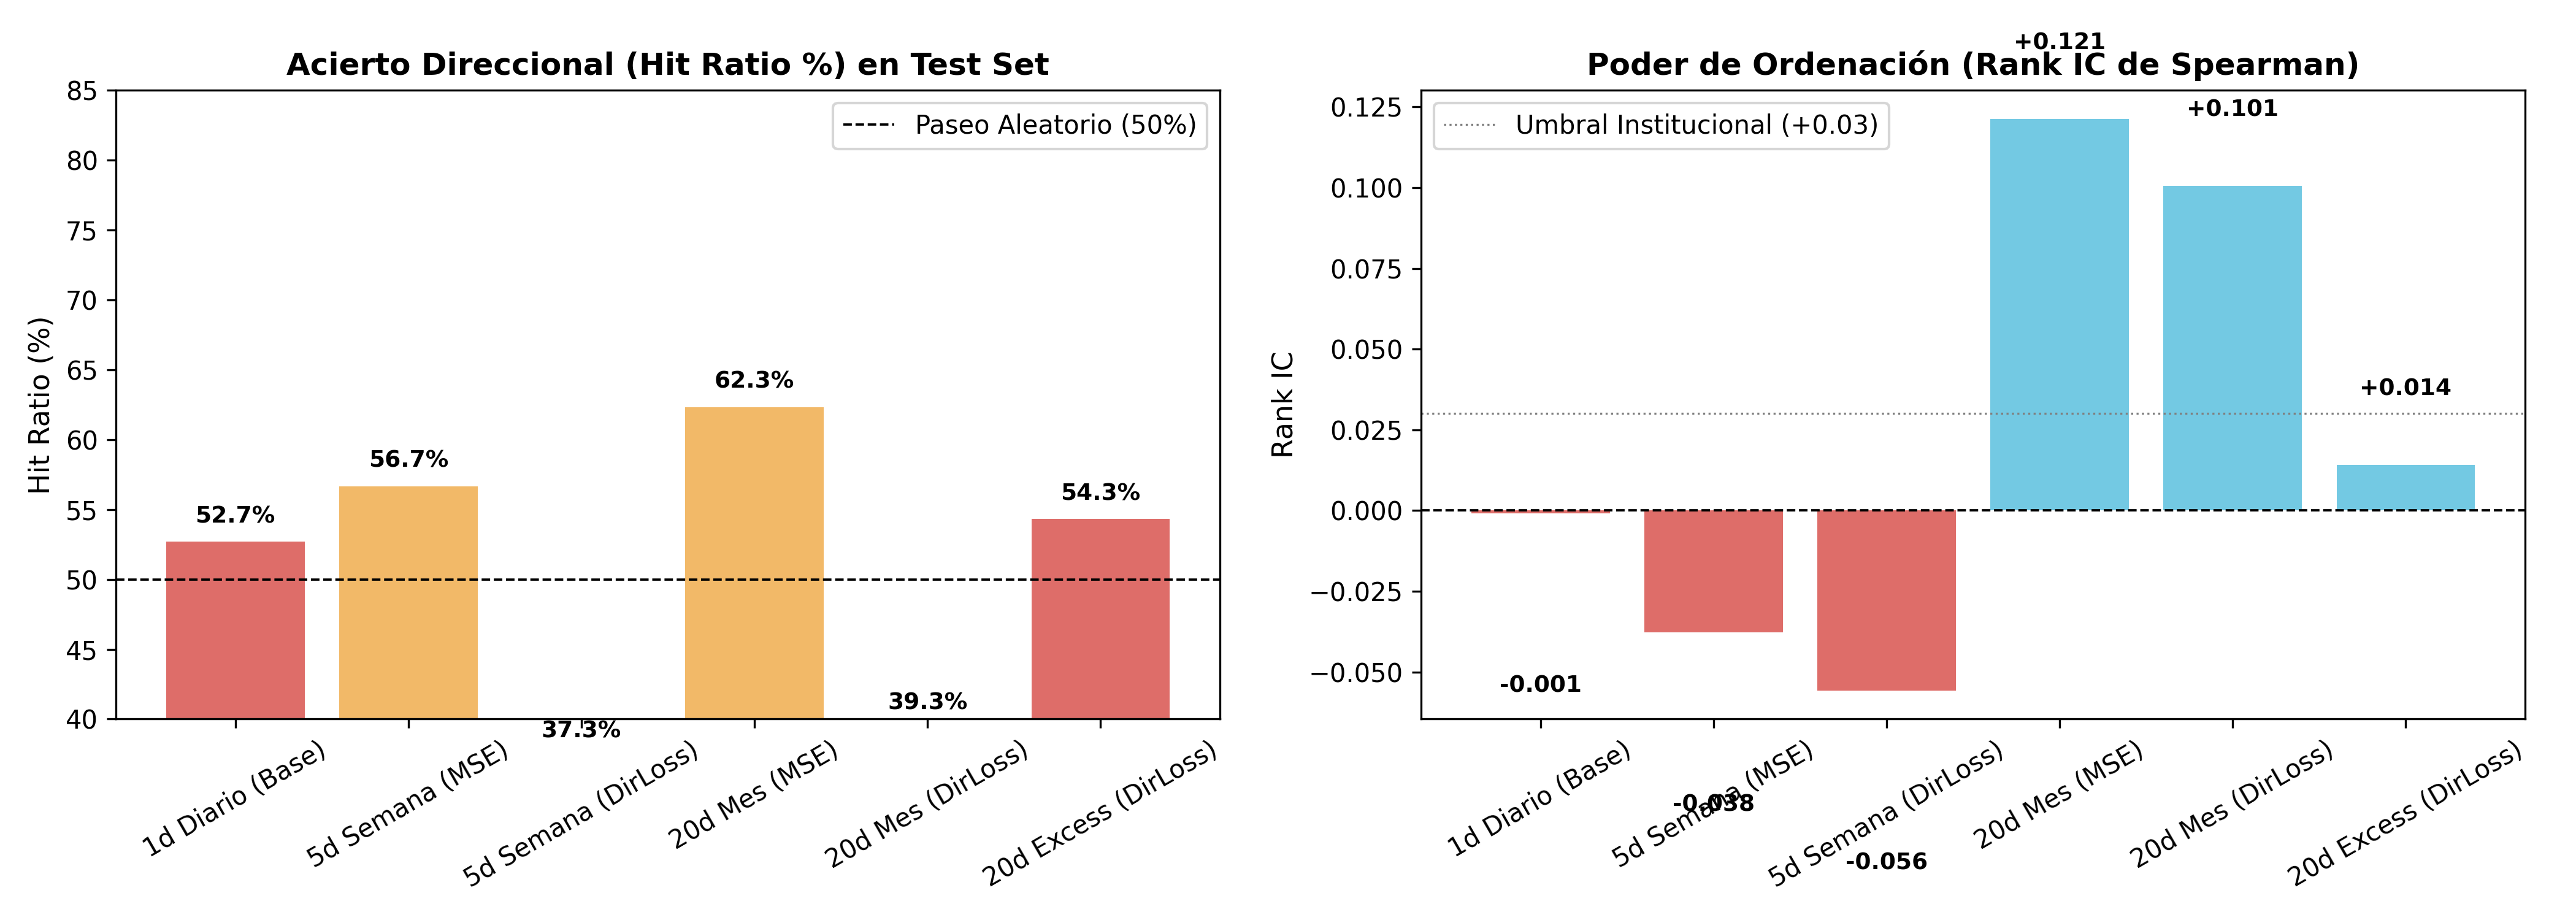 Acierto Direccional (Hit Ratio %) en Test Set
Hit Ratio (%)
85
80
75
70
65
60
55
50
45
40
Paseo Aleatorio (50%)
52.7%
56.7%
37.3%
62.3%
39.3%
54.3%
1d Diario (Base)
5d Semana (MSE)
5d Semana (DirLoss)
20d Mes (MSE)
20d Mes (DirLoss)
20d Excess (DirLoss)
Poder de Ordenación (Rank IC de Spearman)
Rank IC
0.125
0.100
0.075
0.050
0.025
0.000
−0.025
−0.050
Umbral Institucional (+0.03)
-0.001
-0.038
-0.056
+0.121
+0.101
+0.014
1d Diario (Base)
5d Semana (MSE)
5d Semana (DirLoss)
20d Mes (MSE)
20d Mes (DirLoss)
20d Excess (DirLoss)